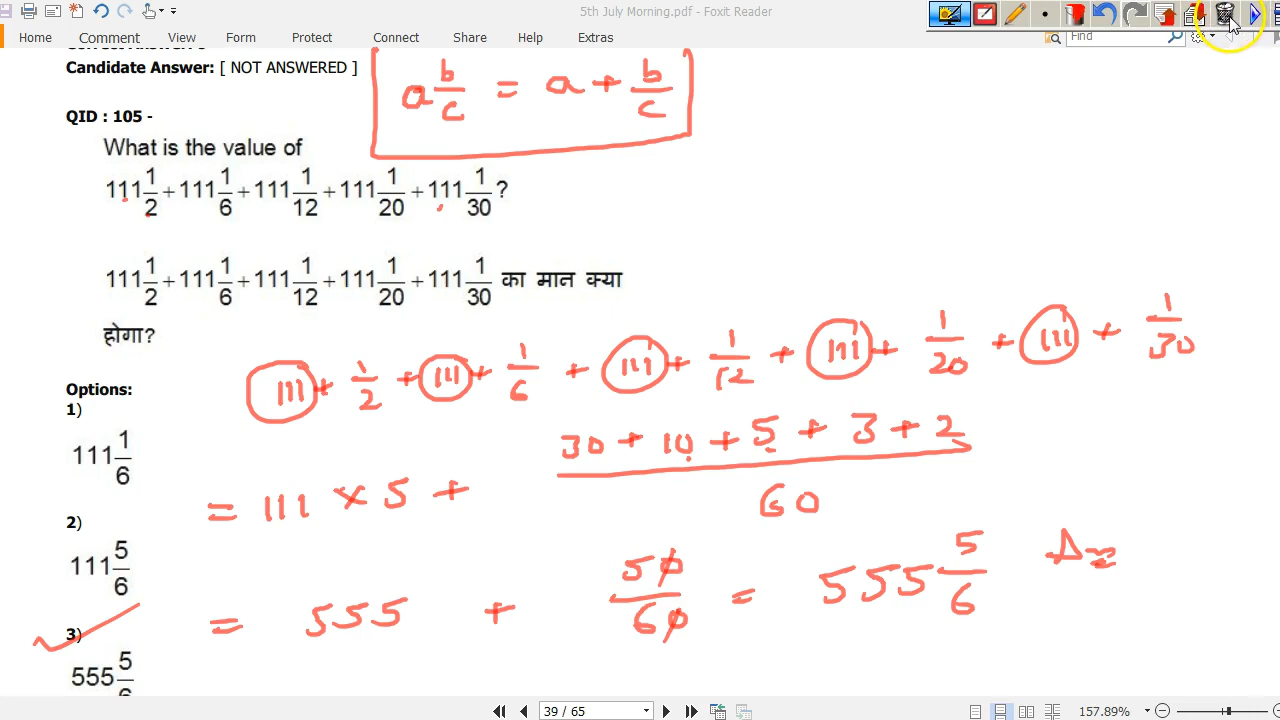 5th July Morning.pdf - Foxit Reader
Home Comment View Form Protect Connect Share Help Extras
Find
Candidate Answer: [ NOT ANSWERED ]
a b/c = a + b/c
QID : 105 -
What is the value of
111 1/2 + 111 1/6 + 111 1/12 + 111 1/20 + 111 1/30 ?
111 1/2 + 111 1/6 + 111 1/12 + 111 1/20 + 111 1/30 का मान क्या
होगा?
111 + 1/2 + 111 + 1/6 + 111 + 1/12 + 111 + 1/20 + 111 + 1/30
Options:
1)
111 1/6
= 111 × 5 + (30 + 10 + 5 + 3 + 2)/60
2)
111 5/6
= 555 + 50/60 = 555 5/6
3)
555 5/6
39 / 65
157.89%